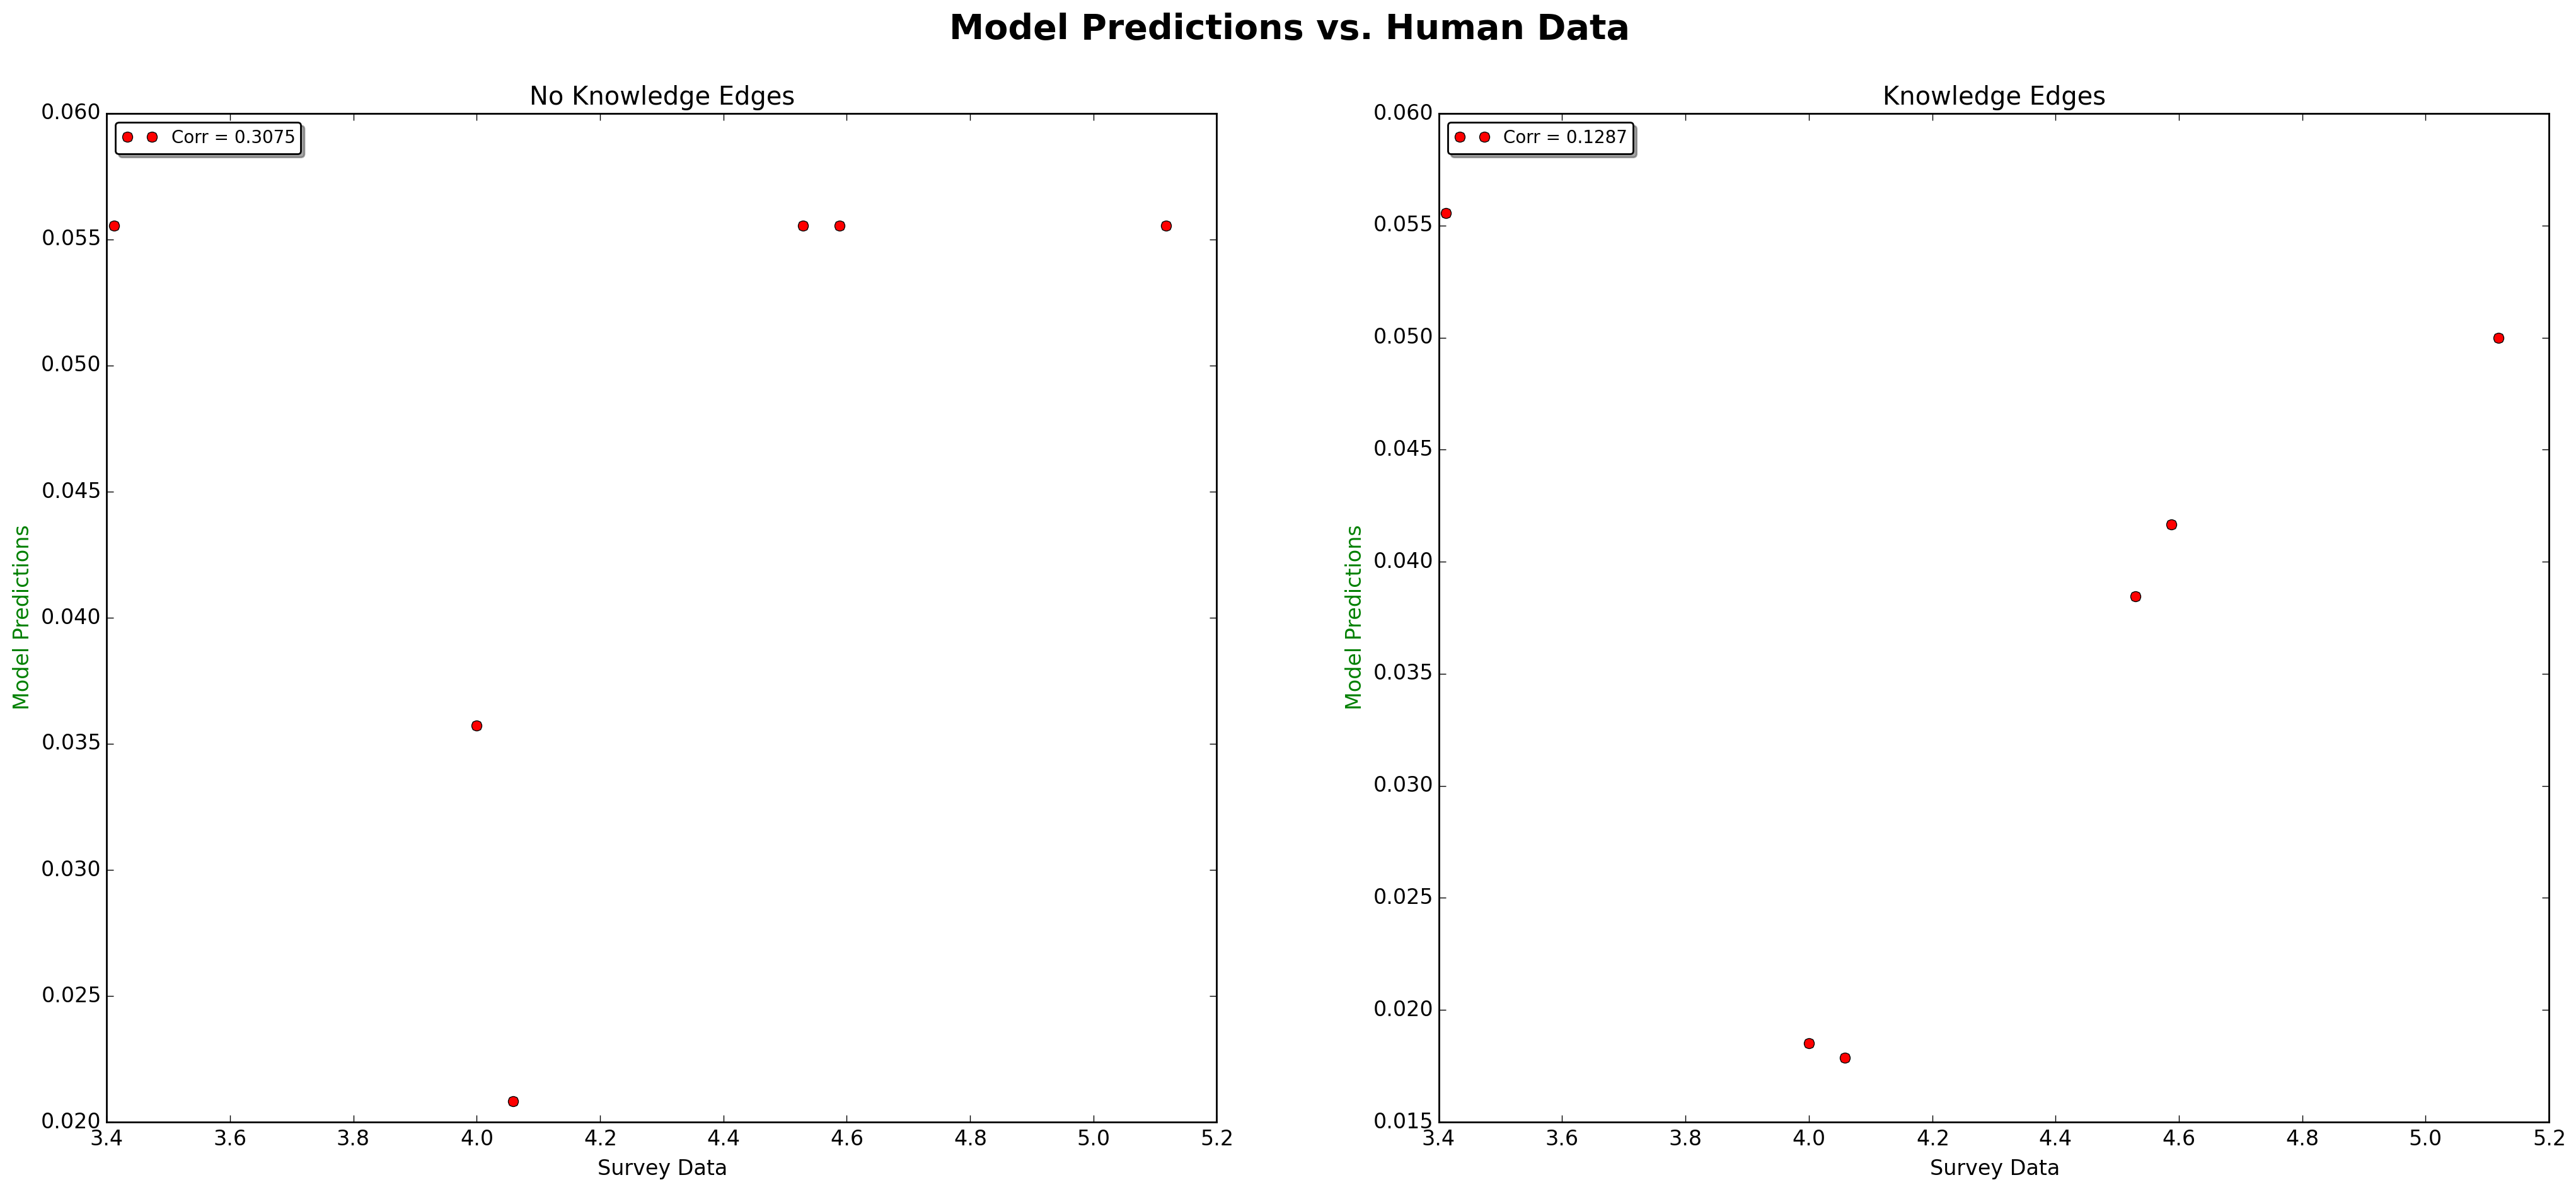 Model Predictions vs. Human Data
No Knowledge Edges
Corr = 0.3075
0.060
0.055
0.050
0.045
0.040
0.035
0.030
0.025
0.020
Model Predictions
3.4 3.6 3.8 4.0 4.2 4.4 4.6 4.8 5.0 5.2
Survey Data
Knowledge Edges
Corr = 0.1287
0.060
0.055
0.050
0.045
0.040
0.035
0.030
0.025
0.020
0.015
Model Predictions
3.4 3.6 3.8 4.0 4.2 4.4 4.6 4.8 5.0 5.2
Survey Data